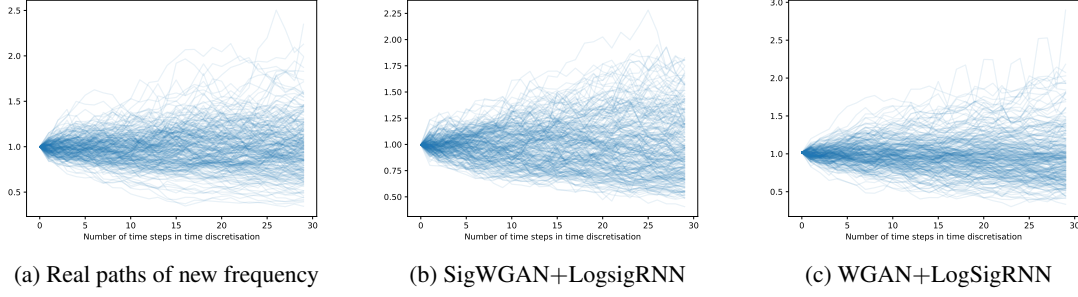 2.5
2.0
1.5
1.0
0.5
0 5 10 15 20 25 30
Number of time steps in time discretisation
(a) Real paths of new frequency
2.25
2.00
1.75
1.50
1.25
1.00
0.75
0.50
0 5 10 15 20 25 30
Number of time steps in time discretisation
(b) SigWGAN+LogsigRNN
3.0
2.5
2.0
1.5
1.0
0.5
0 5 10 15 20 25 30
Number of time steps in time discretisation
(c) WGAN+LogSigRNN